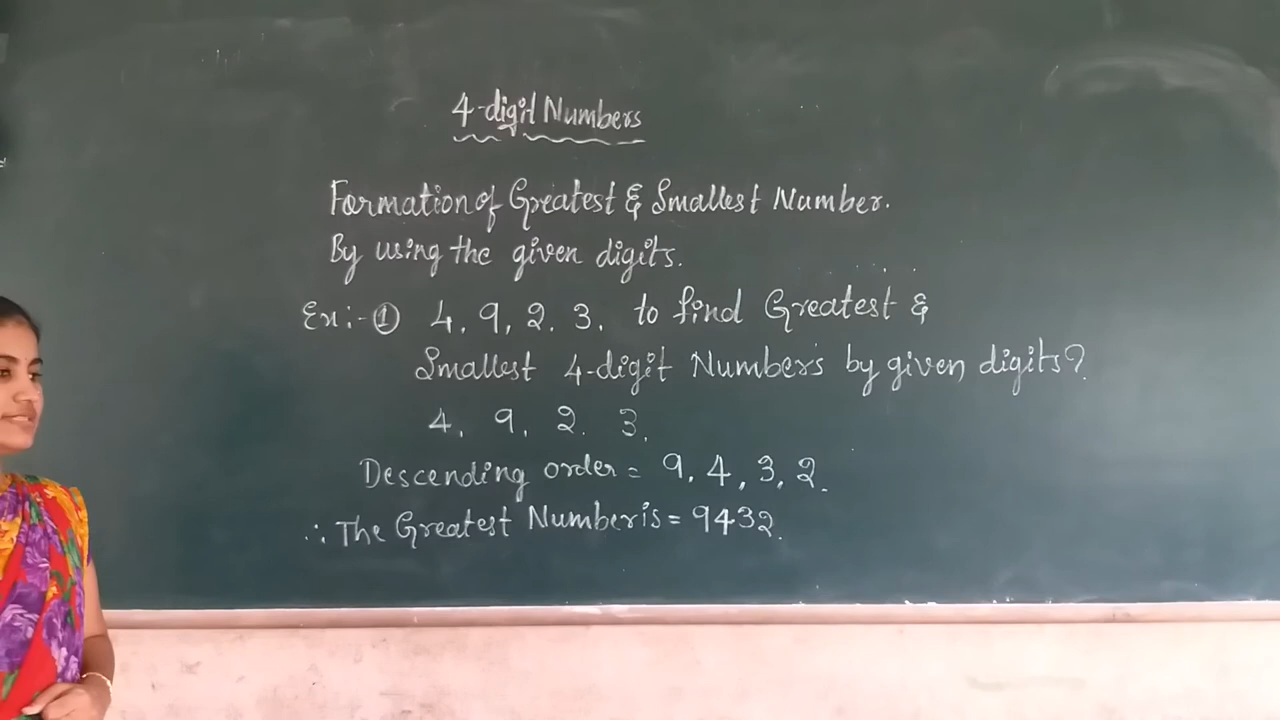 4-digit Numbers
Formation of Greatest & Smallest Number.
By using the given digits.
Ex:- ① 4, 9, 2, 3, to find Greatest &
Smallest 4-digit Numbers by given digits?
4, 9, 2, 3,
Descending order = 9, 4, 3, 2.
∴ The Greatest Number is = 9432.